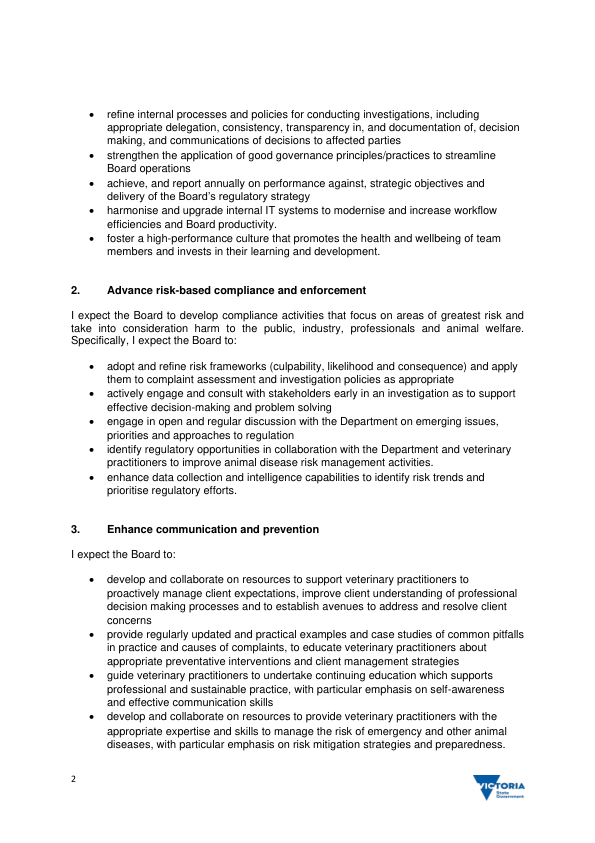 • refine internal processes and policies for conducting investigations, including
appropriate delegation, consistency, transparency in, and documentation of, decision
making, and communications of decisions to affected parties
• strengthen the application of good governance principles/practices to streamline
Board operations
• achieve, and report annually on performance against, strategic objectives and
delivery of the Board's regulatory strategy
• harmonise and upgrade internal IT systems to modernise and increase workflow
efficiencies and Board productivity.
• foster a high-performance culture that promotes the health and wellbeing of team
members and invests in their learning and development.
2. Advance risk-based compliance and enforcement
I expect the Board to develop compliance activities that focus on areas of greatest risk and
take into consideration harm to the public, industry, professionals and animal welfare.
Specifically, I expect the Board to:
• adopt and refine risk frameworks (culpability, likelihood and consequence) and apply
them to complaint assessment and investigation policies as appropriate
• actively engage and consult with stakeholders early in an investigation as to support
effective decision-making and problem solving
• engage in open and regular discussion with the Department on emerging issues,
priorities and approaches to regulation
• identify regulatory opportunities in collaboration with the Department and veterinary
practitioners to improve animal disease risk management activities.
• enhance data collection and intelligence capabilities to identify risk trends and
prioritise regulatory efforts.
3. Enhance communication and prevention
I expect the Board to:
• develop and collaborate on resources to support veterinary practitioners to
proactively manage client expectations, improve client understanding of professional
decision making processes and to establish avenues to address and resolve client
concerns
• provide regularly updated and practical examples and case studies of common pitfalls
in practice and causes of complaints, to educate veterinary practitioners about
appropriate preventative interventions and client management strategies
• guide veterinary practitioners to undertake continuing education which supports
professional and sustainable practice, with particular emphasis on self-awareness
and effective communication skills
• develop and collaborate on resources to provide veterinary practitioners with the
appropriate expertise and skills to manage the risk of emergency and other animal
diseases, with particular emphasis on risk mitigation strategies and preparedness.
2
VICTORIA
State
Government